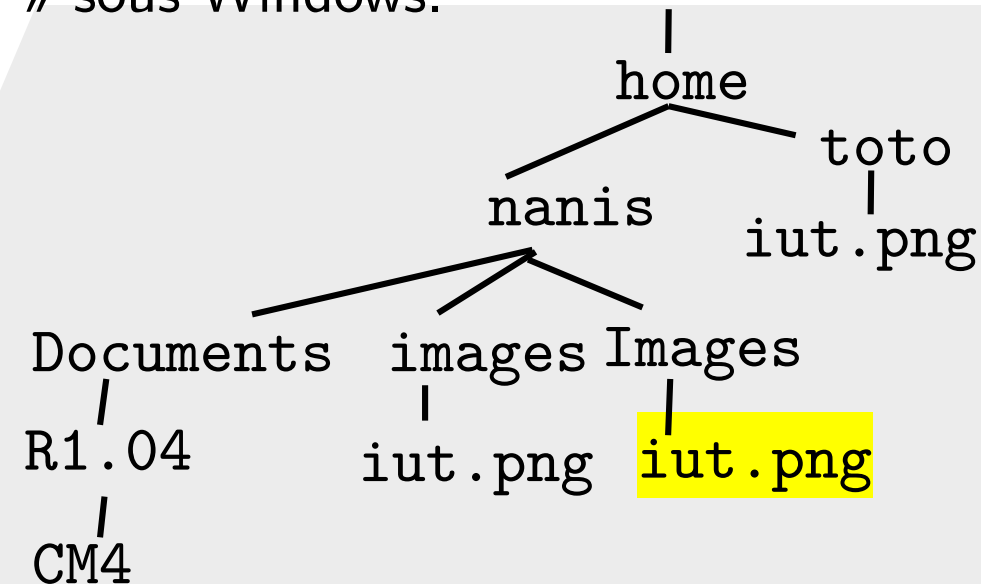 // sous Windows.
home
toto
nanis
iut.png
Documents images Images
R1.04
iut.png iut.png
CM4